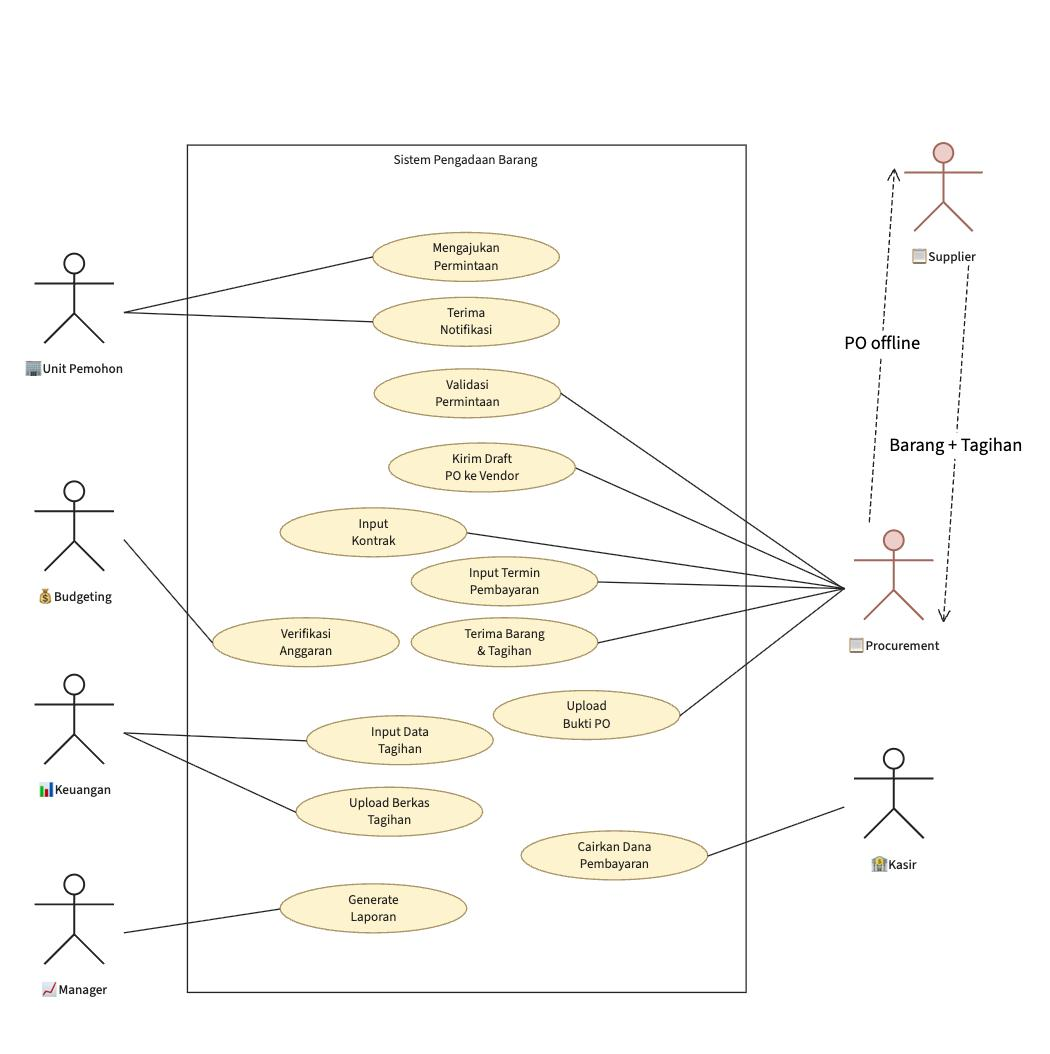 Sistem Pengadaan Barang
Mengajukan
Permintaan
Terima
Notifikasi
Validasi
Permintaan
Kirim Draft
PO ke Vendor
Input
Kontrak
Input Termin
Pembayaran
Verifikasi
Anggaran
Terima Barang
& Tagihan
Upload
Bukti PO
Input Data
Tagihan
Upload Berkas
Tagihan
Cairkan Dana
Pembayaran
Generate
Laporan
Unit Pemohon
Budgeting
Keuangan
Manager
Supplier
PO offline
Barang + Tagihan
Procurement
Kasir